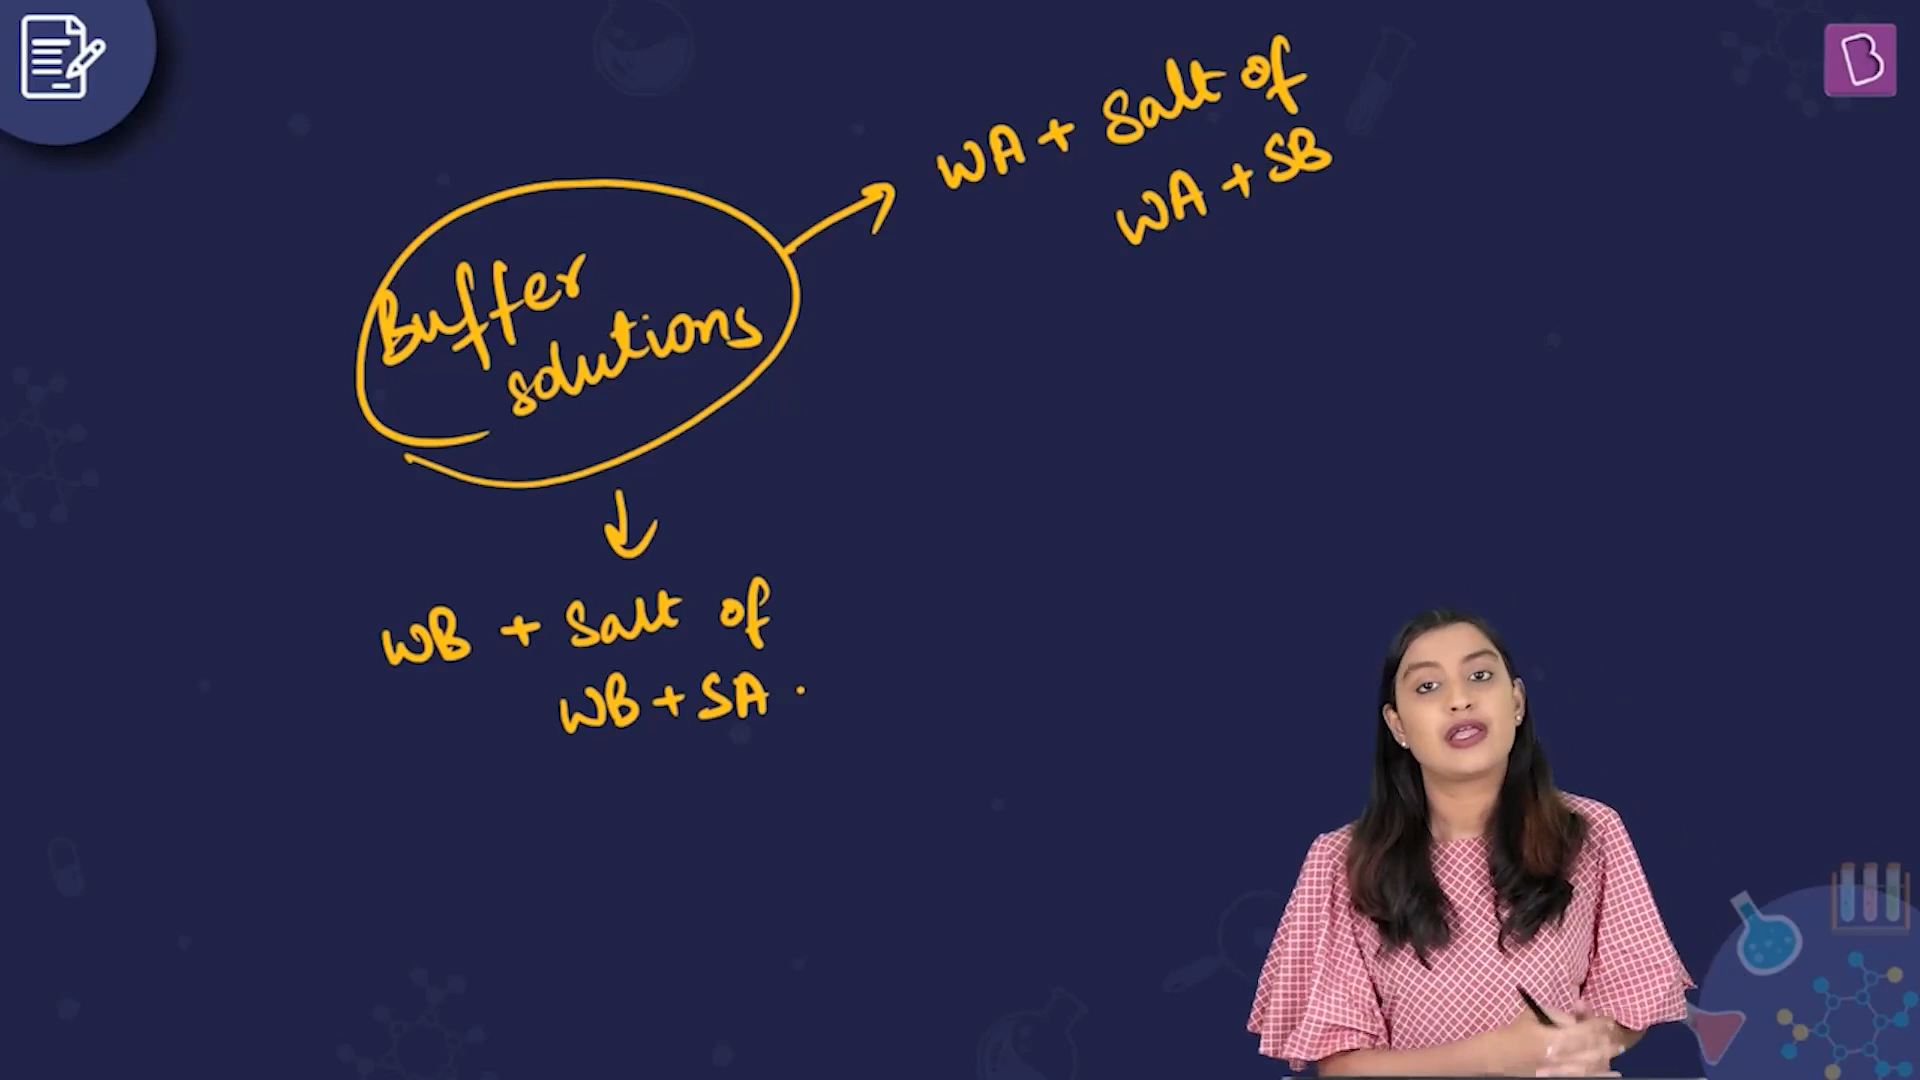 Buffer
solutions
WA + Salt of
WA + SB
WB + Salt of
WB + SA .
B